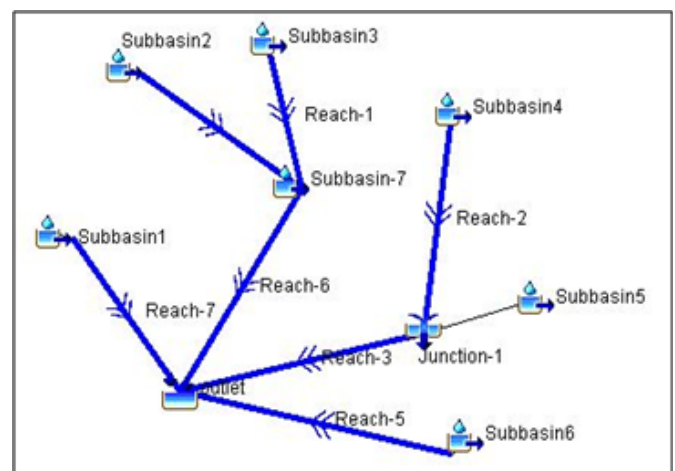 Subbasin2
Subbasin3
Reach-1
Subbasin4
Subbasin-7
Reach-2
Subbasin1
Reach-6
Reach-7
Subbasin5
Reach-3
Junction-1
outlet
Reach-5
Subbasin6